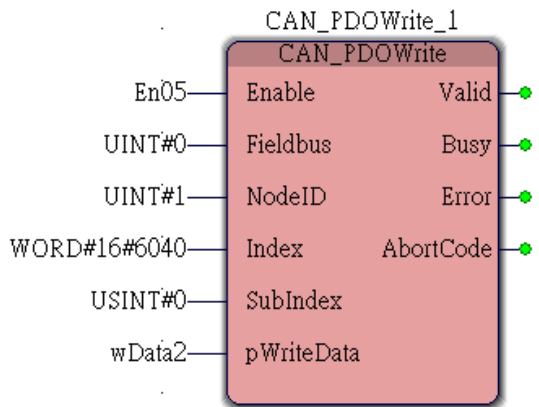 CAN_PDOWrite_1
CAN_PDOWrite
En05 Enable Valid
UINT#0 Fieldbus Busy
UINT#1 NodeID Error
WORD#16#6040 Index AbortCode
USINT#0 SubIndex
wData2 pWriteData